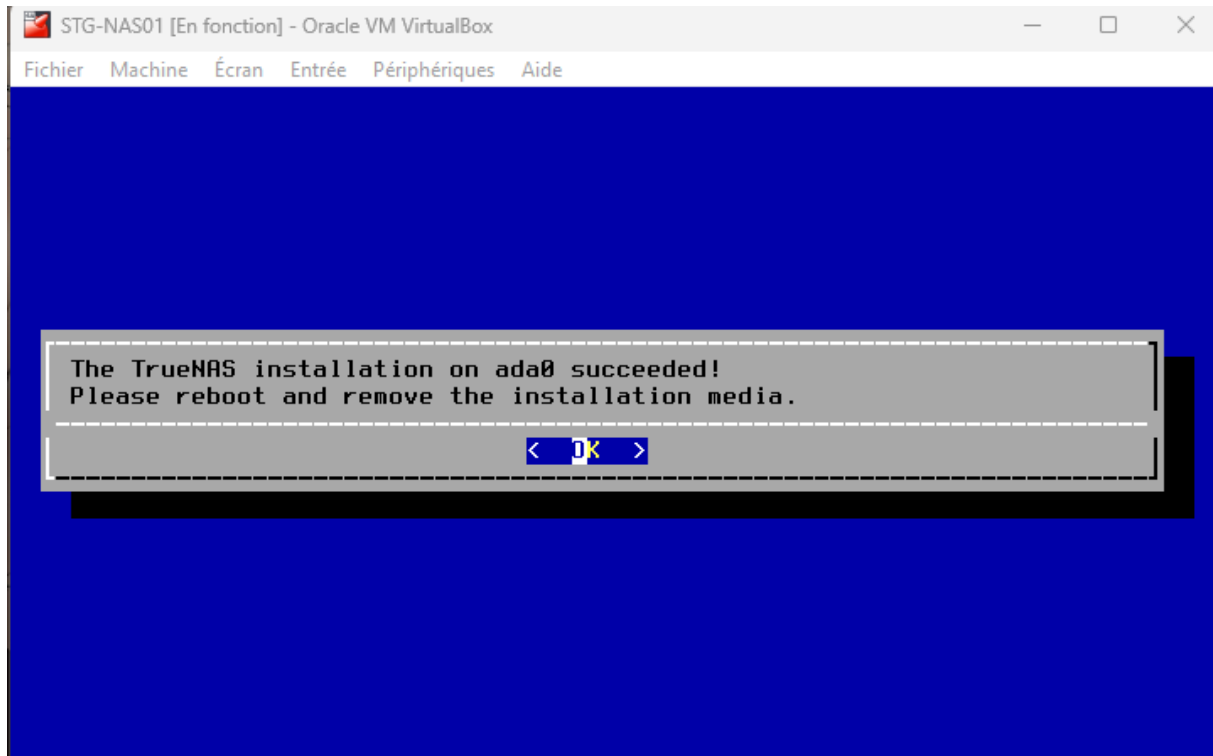 STG-NAS01 [En fonction] - Oracle VM VirtualBox
Fichier Machine Écran Entrée Périphériques Aide
The TrueNAS installation on ada0 succeeded!
Please reboot and remove the installation media.
< OK >